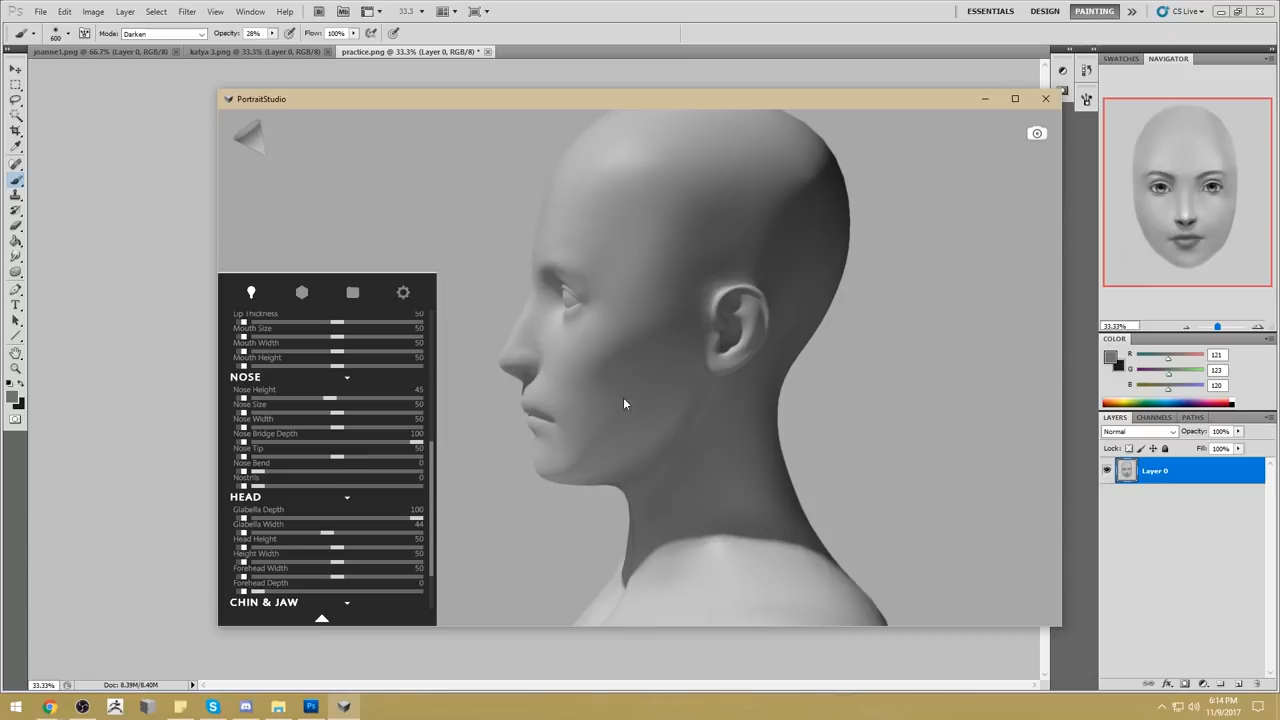 Ps File Edit Image Layer Select Filter View Window Help Mb 33.3 ESSENTIALS DESIGN PAINTING CS Live
600 Mode: Darken Opacity: 28% Flow: 100%
joanne1.png @ 66.7% (Layer 0, RGB/8) katya 3.png @ 33.3% (Layer 0, RGB/8) practice.png @ 33.3% (Layer 0, RGB/8) *
SWATCHES NAVIGATOR
PortraitStudio
Lip Thickness 50
Mouth Size 50
Mouth Width 50
Mouth Height 50
NOSE
Nose Height 45
Nose Size 50
Nose Width 50
Nose Bridge Depth 100
Nose Tip 50
Nose Bend 0
Nostrils 0
HEAD
Glabella Depth 100
Glabella Width 44
Head Height 50
Height Width 50
Forehead Width 50
Forehead Depth 0
CHIN & JAW
33.33%
COLOR
R 121
G 123
B 120
LAYERS CHANNELS PATHS
Normal Opacity: 100%
Lock: Fill: 100%
Layer 0
33.33% Doc: 8.39M/8.40M
6:14 PM
11/9/2017